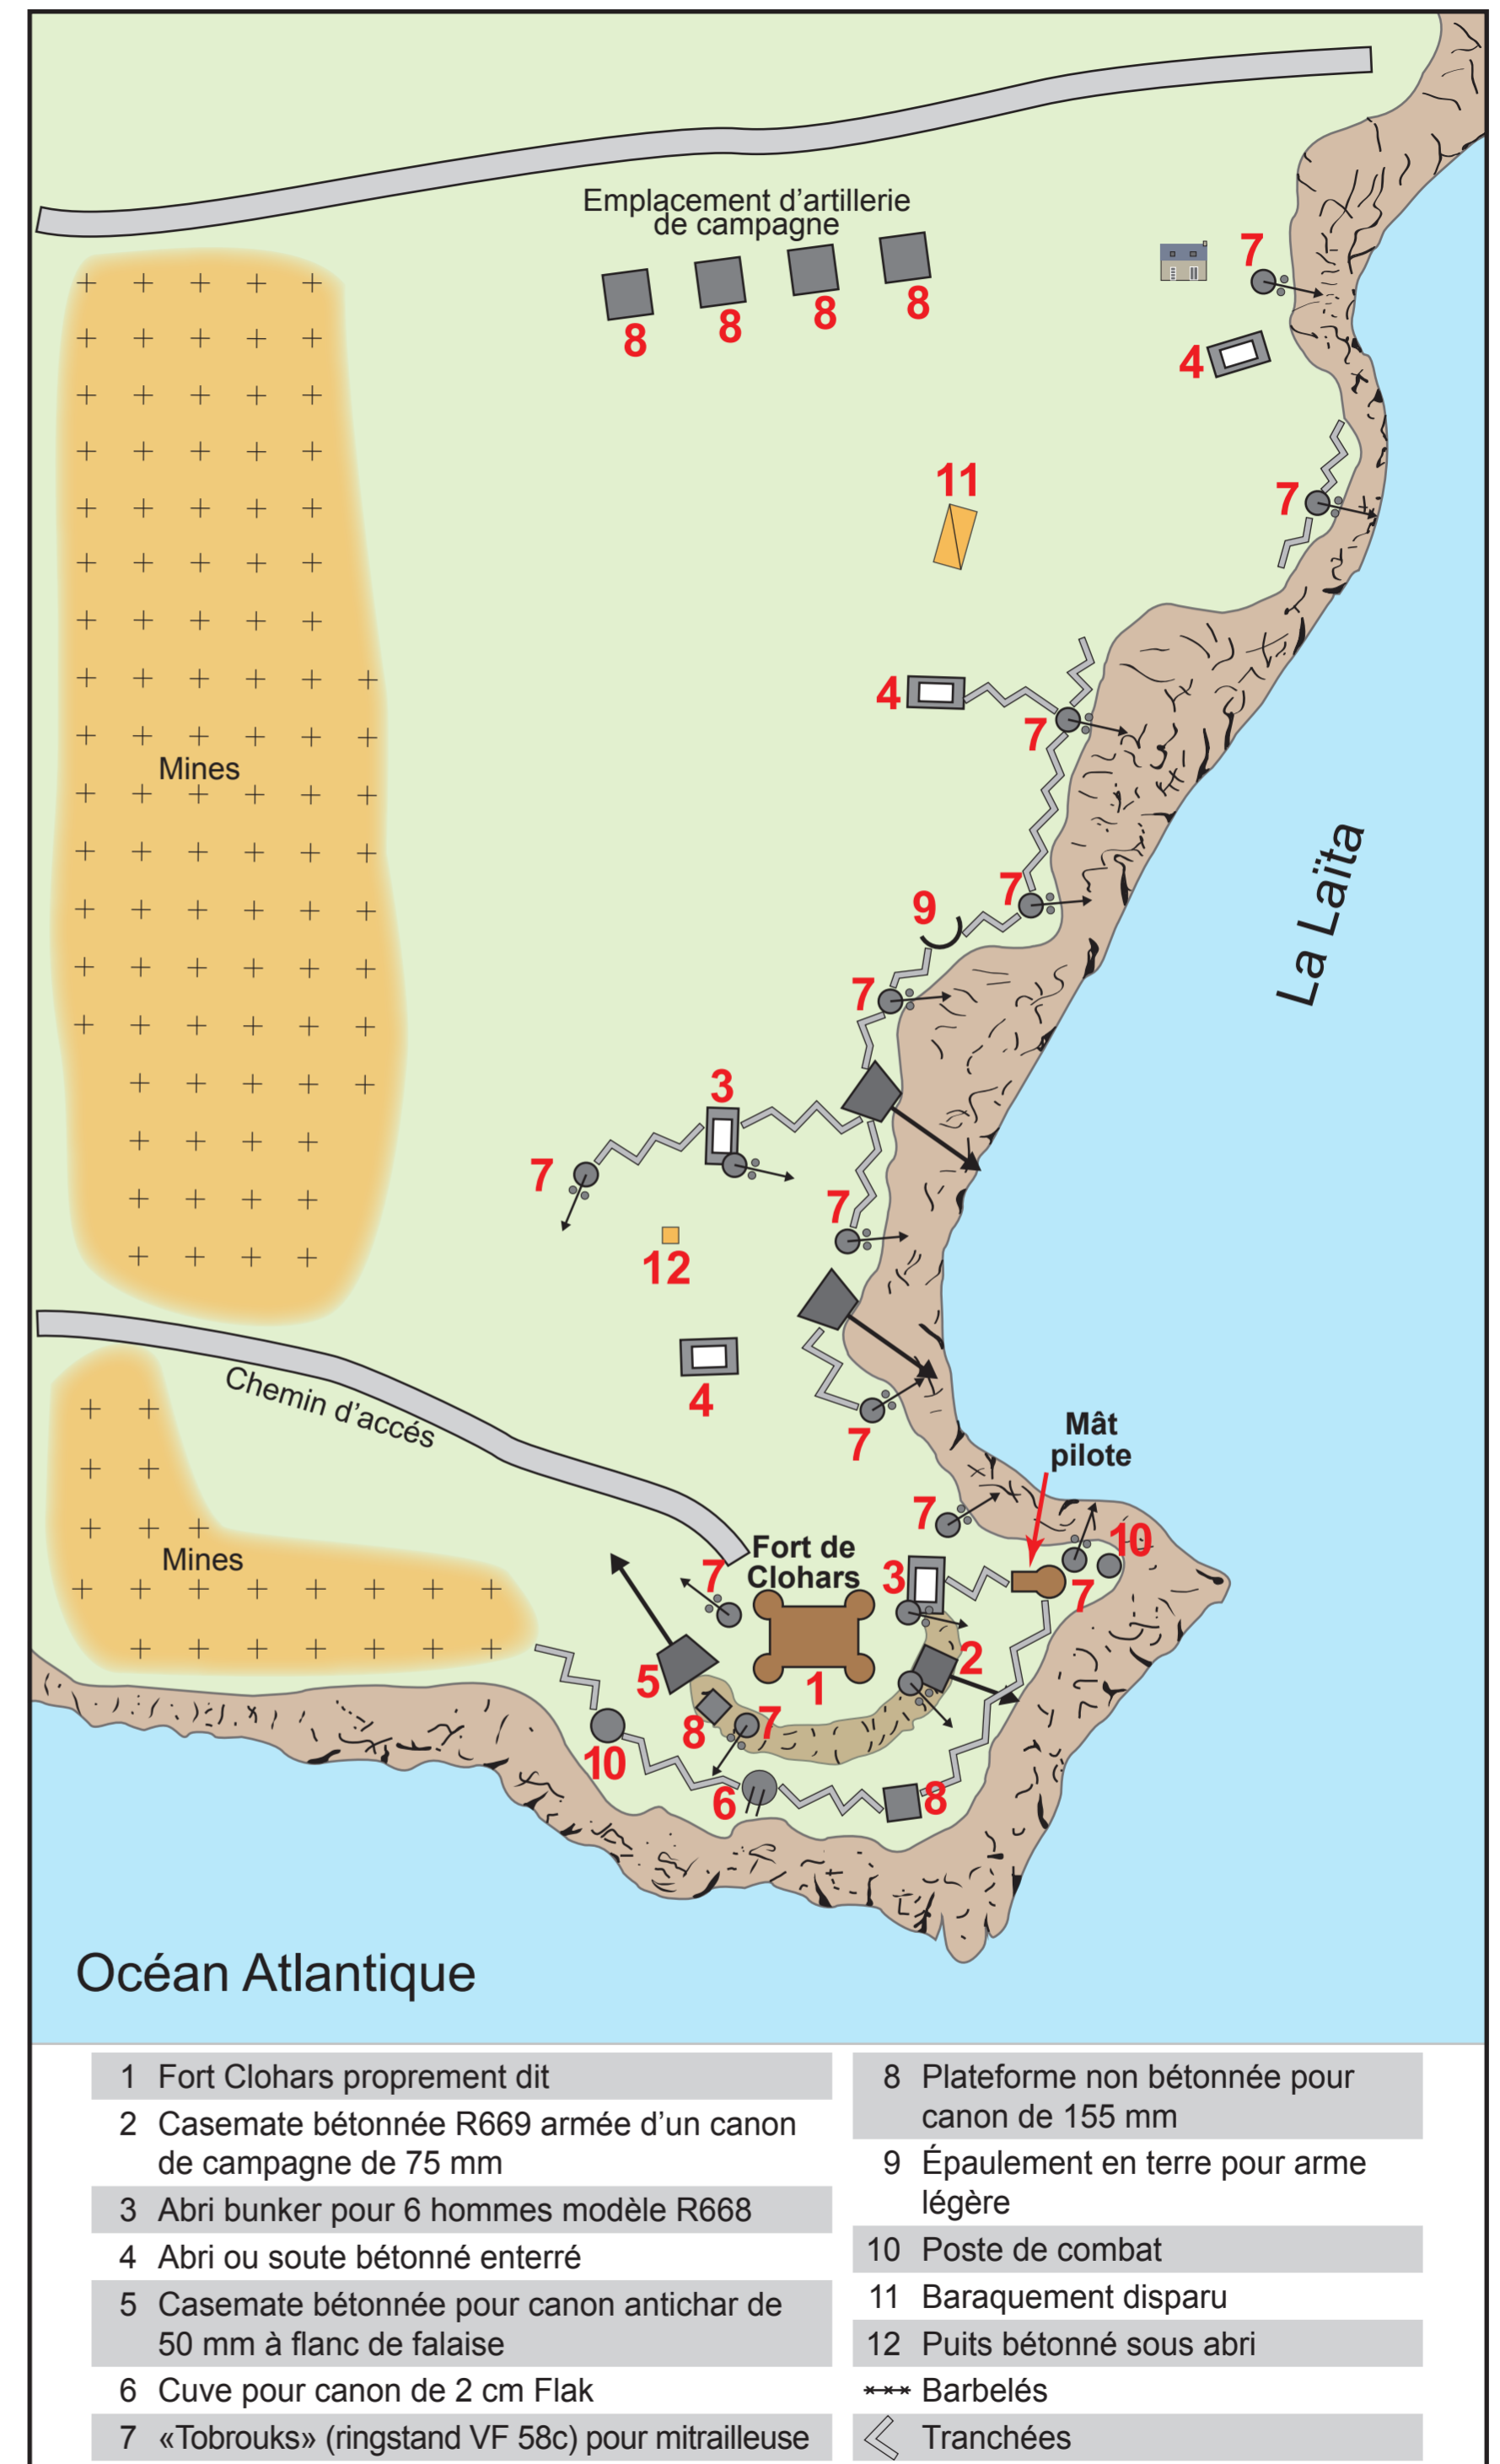 Emplacement d'artillerie
de campagne
7
8
8
8
8
4
11
7
4
7
Mines
La Laïta
7
9
7
3
7
7
12
4
Chemin d'accés
7
Mât
pilote
7
10
Fort de
Clohars
Mines
7
3
7
2
5
1
8
7
10
6
8
Océan Atlantique
1 Fort Clohars proprement dit
2 Casemate bétonnée R669 armée d'un canon
de campagne de 75 mm
3 Abri bunker pour 6 hommes modèle R668
4 Abri ou soute bétonné enterré
5 Casemate bétonnée pour canon antichar de
50 mm à flanc de falaise
6 Cuve pour canon de 2 cm Flak
7 «Tobrouks» (ringstand VF 58c) pour mitrailleuse
8 Plateforme non bétonnée pour
canon de 155 mm
9 Épaulement en terre pour arme
légère
10 Poste de combat
11 Baraquement disparu
12 Puits bétonné sous abri
Barbelés
Tranchées